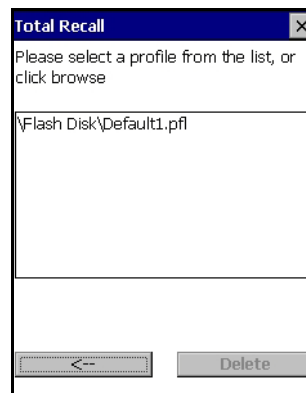 Total Recall
Please select a profile from the list, or
click browse
\Flash Disk\Default1.pfl
<--
Delete